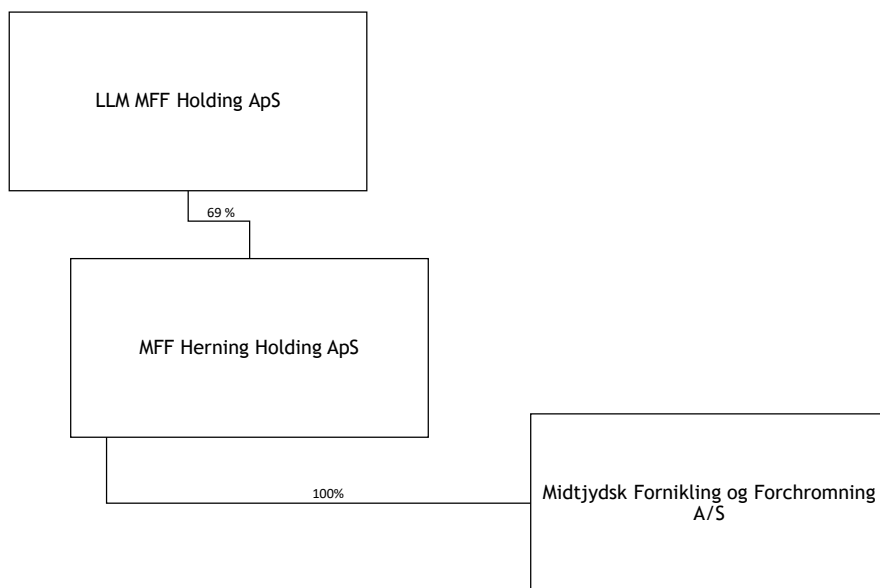 LLM MFF Holding ApS
69 %
MFF Herning Holding ApS
100%
Midtjydsk Fornikling og Forchromning
A/S